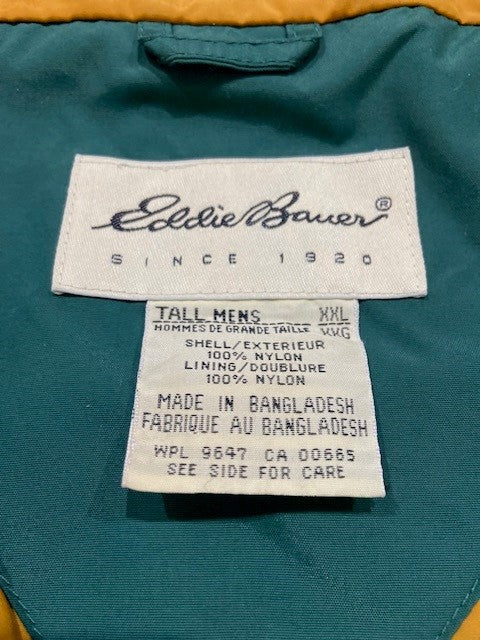 Eddie Bauer®
SINCE 1920
TALL MENS XXL
HOMMES DE GRANDE TAILLE XXG
SHELL/EXTERIEUR
100% NYLON
LINING/DOUBLURE
100% NYLON
MADE IN BANGLADESH
FABRIQUE AU BANGLADESH
WPL 9647 CA 00665
SEE SIDE FOR CARE